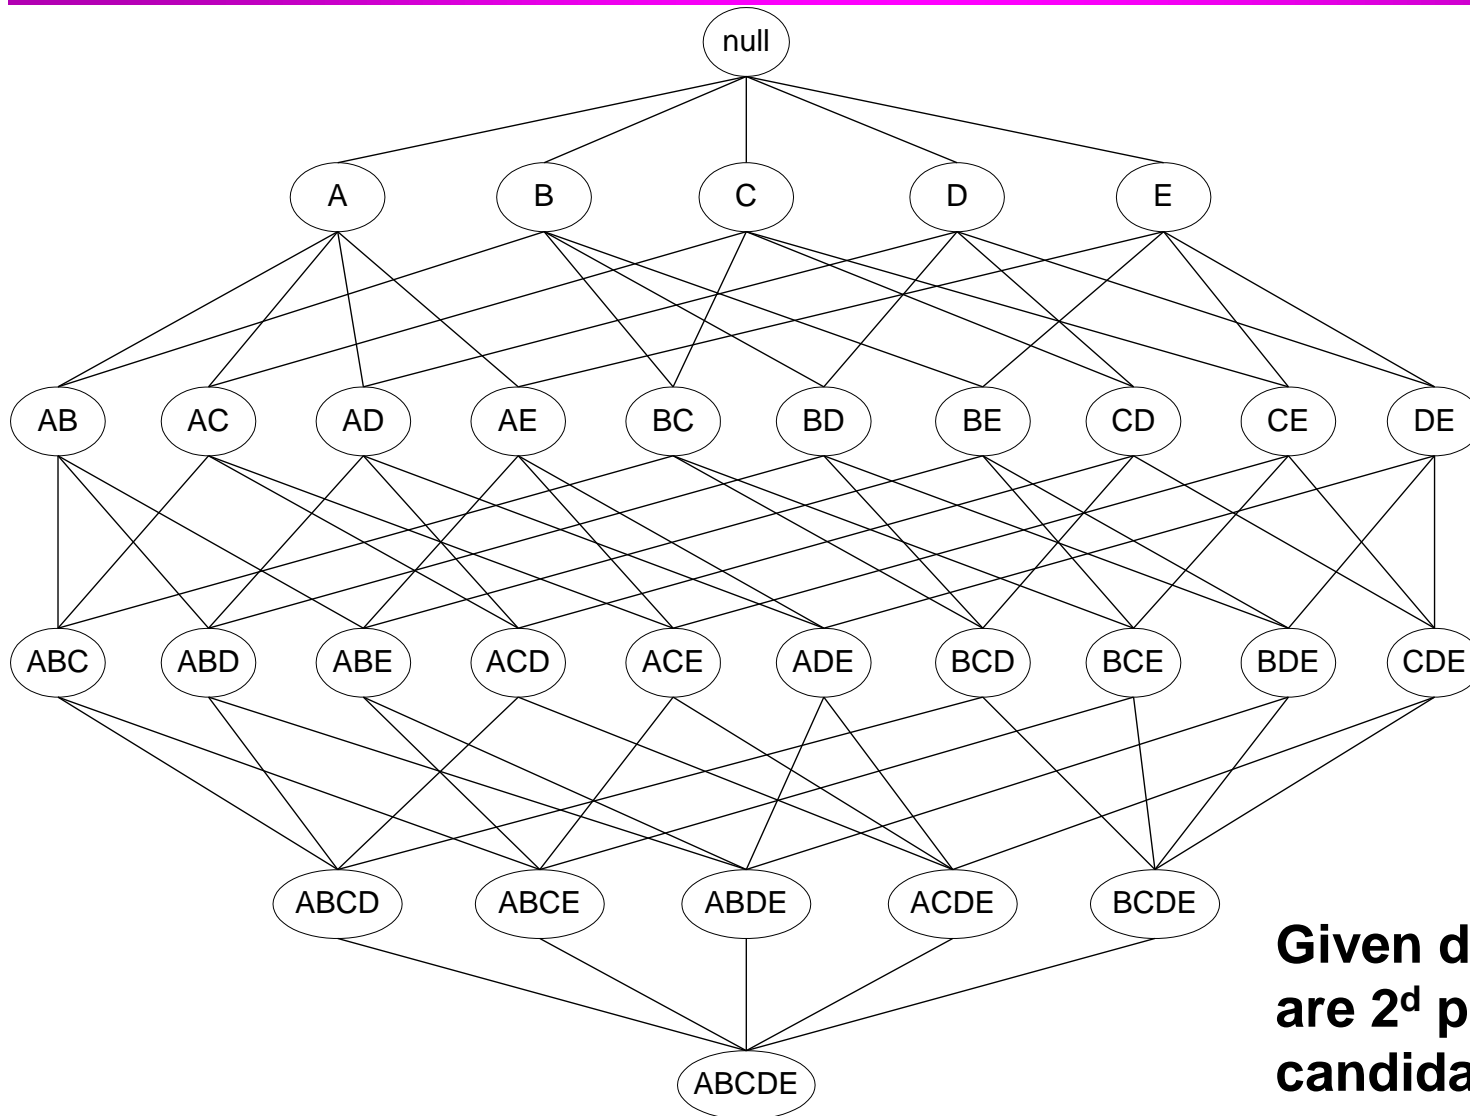 null
A B C D E
AB AC AD AE BC BD BE CD CE DE
ABC ABD ABE ACD ACE ADE BCD BCE BDE CDE
ABCD ABCE ABDE ACDE BCDE
ABCDE
Given d
are 2ᵈ p
candida